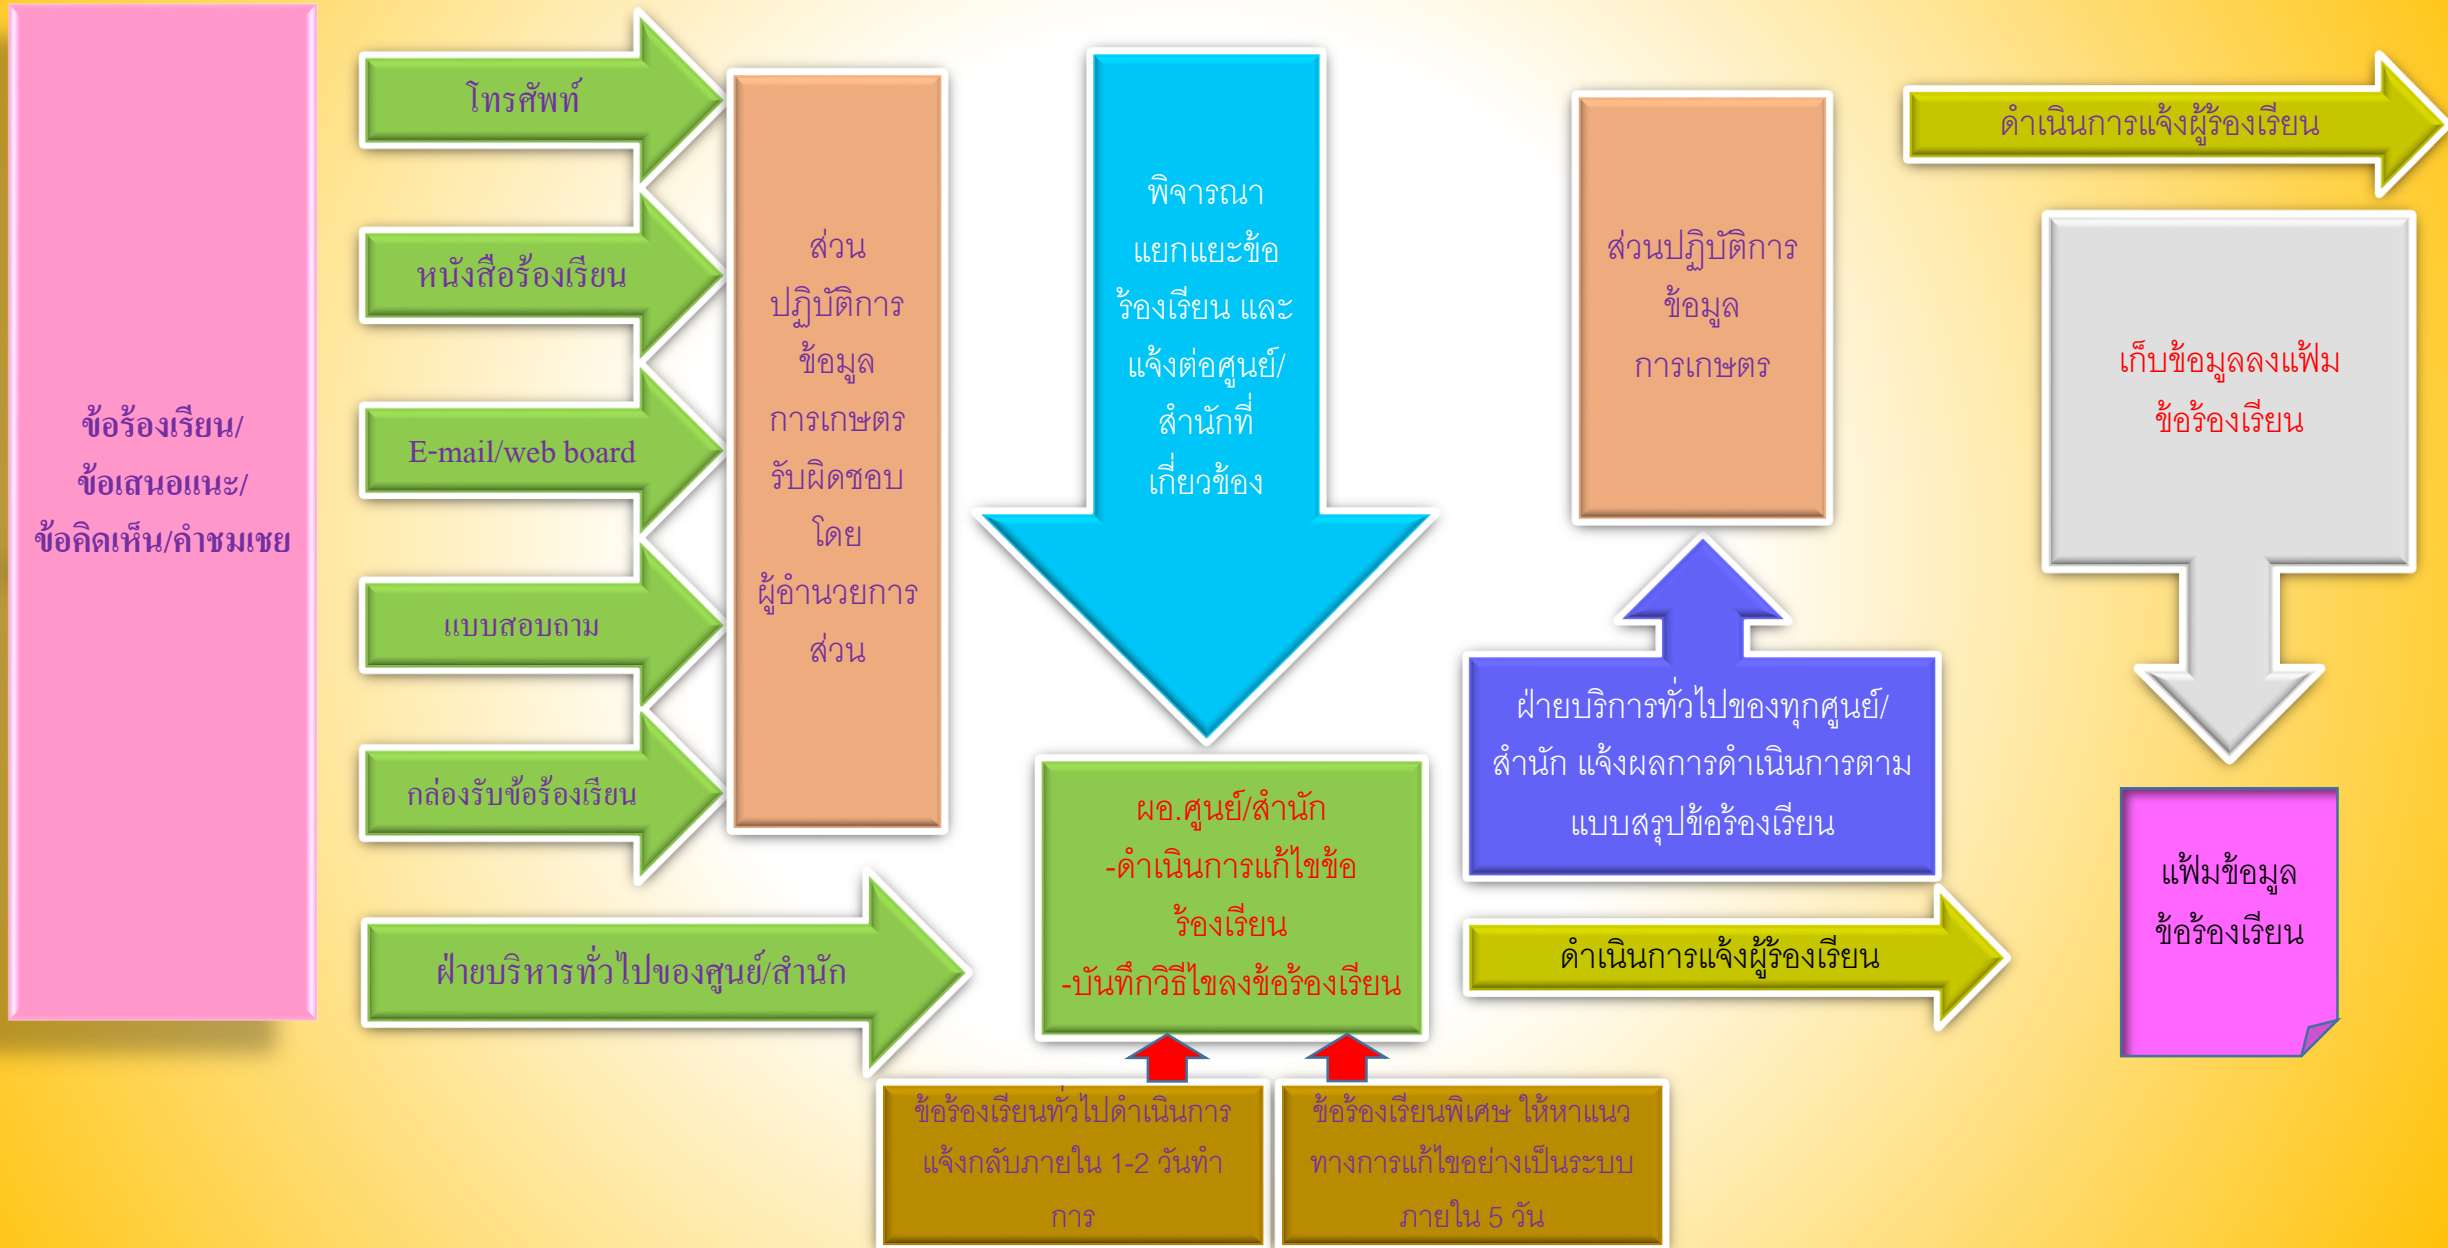 ข้อร้องเรียน/
ข้อเสนอแนะ/
ข้อคิดเห็น/คำชมเชย
โทรศัพท์
หนังสือร้องเรียน
E-mail/web board
แบบสอบถาม
กล่องรับข้อร้องเรียน
ฝ่ายบริหารทั่วไปของศูนย์/สำนัก
ส่วน
ปฏิบัติการ
ข้อมูล
การเกษตร
รับผิดชอบ
โดย
ผู้อำนวยการ
ส่วน
พิจารณา
แยกแยะข้อ
ร้องเรียน และ
แจ้งต่อศูนย์/
สำนักที่
เกี่ยวข้อง
ผอ.ศูนย์/สำนัก
-ดำเนินการแก้ไขข้อ
ร้องเรียน
-บันทึกวิธีไขลงข้อร้องเรียน
ข้อร้องเรียนทั่วไปดำเนินการ
แจ้งกลับภายใน 1-2 วันทำ
การ
ข้อร้องเรียนพิเศษ ให้หาแนว
ทางการแก้ไขอย่างเป็นระบบ
ภายใน 5 วัน
ส่วนปฏิบัติการ
ข้อมูล
การเกษตร
ฝ่ายบริการทั่วไปของทุกศูนย์/
สำนัก แจ้งผลการดำเนินการตาม
แบบสรุปข้อร้องเรียน
ดำเนินการแจ้งผู้ร้องเรียน
ดำเนินการแจ้งผู้ร้องเรียน
เก็บข้อมูลลงแฟ้ม
ข้อร้องเรียน
แฟ้มข้อมูล
ข้อร้องเรียน